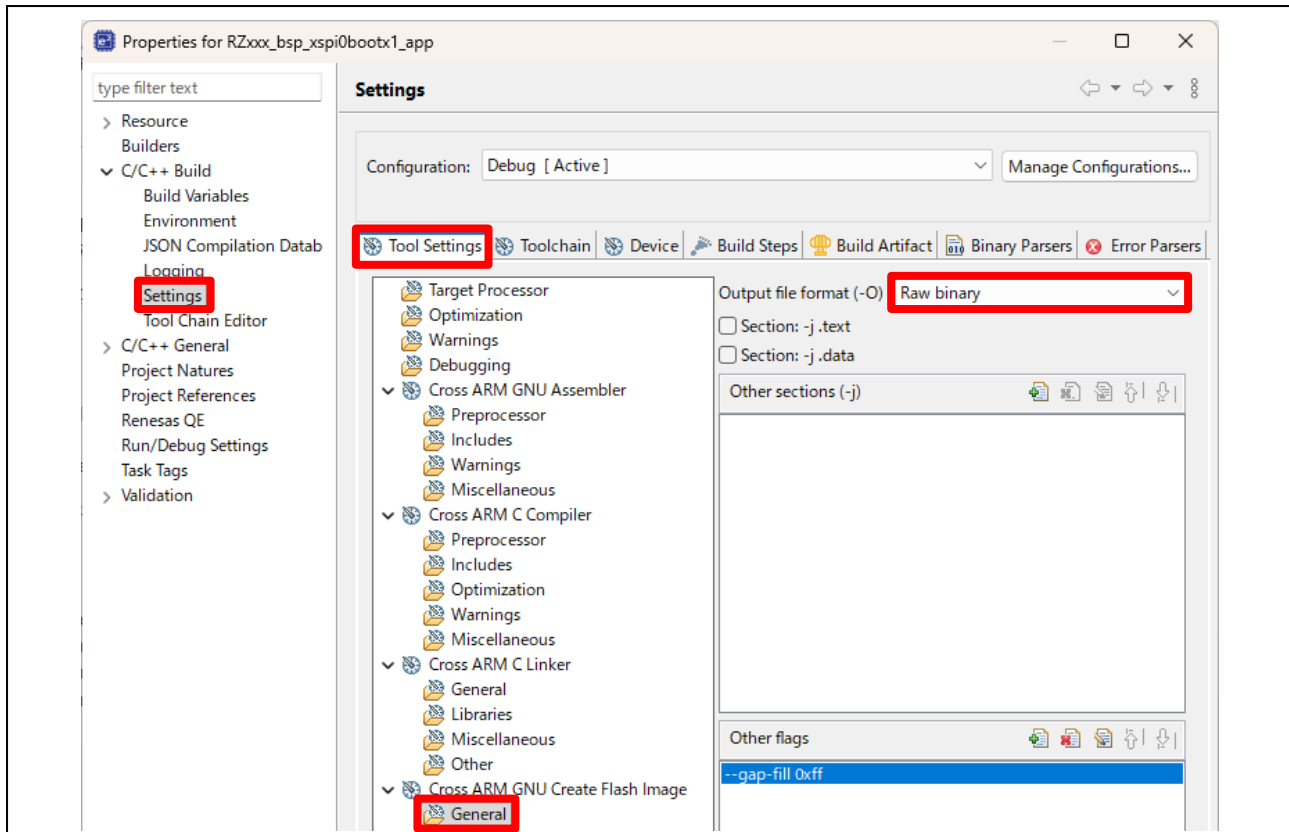 Properties for RZxxx_bsp_xspi0bootx1_app
type filter text
Resource
Builders
C/C++ Build
Build Variables
Environment
JSON Compilation Datab
Logging
Settings
Tool Chain Editor
C/C++ General
Project Natures
Project References
Renesas QE
Run/Debug Settings
Task Tags
Validation
Settings
Configuration: Debug [ Active ] Manage Configurations...
Tool Settings Toolchain Device Build Steps Build Artifact Binary Parsers Error Parsers
Target Processor
Optimization
Warnings
Debugging
Cross ARM GNU Assembler
Preprocessor
Includes
Warnings
Miscellaneous
Cross ARM C Compiler
Preprocessor
Includes
Optimization
Warnings
Miscellaneous
Cross ARM C Linker
General
Libraries
Miscellaneous
Other
Cross ARM GNU Create Flash Image
General
Output file format (-O) Raw binary
Section: -j .text
Section: -j .data
Other sections (-j)
Other flags
--gap-fill 0xff